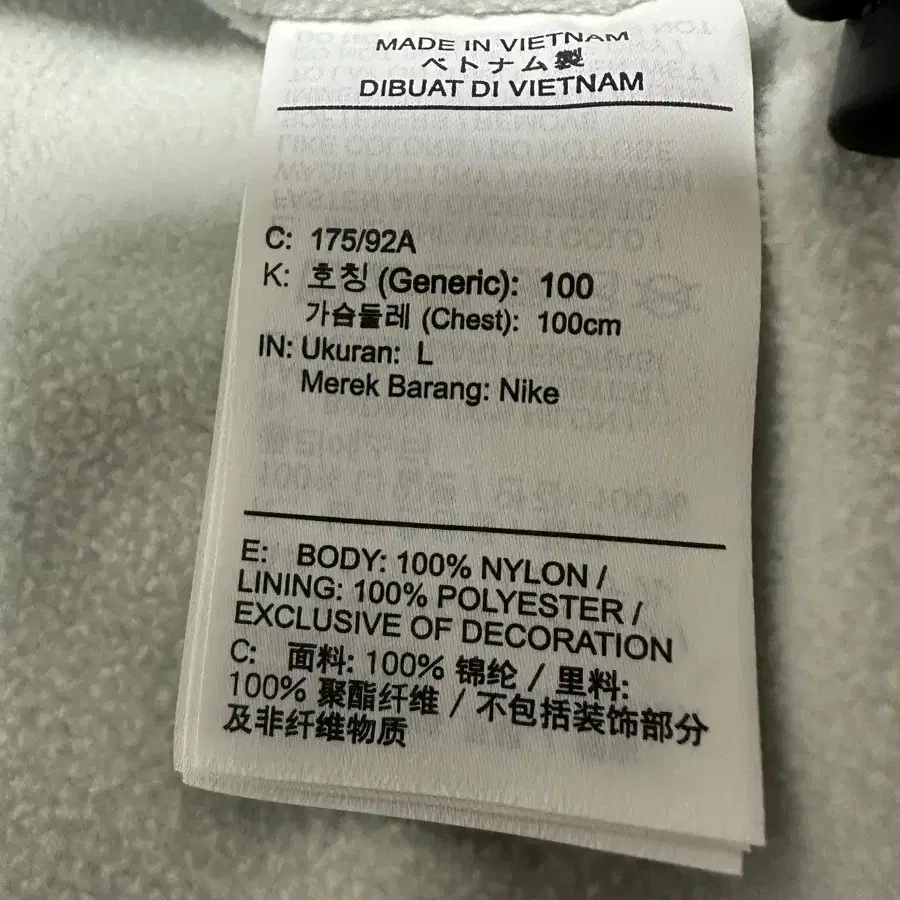 MADE IN VIETNAM
ベトナム製
DIBUAT DI VIETNAM
C: 175/92A
K: 호칭 (Generic): 100
가슴둘레 (Chest): 100cm
IN: Ukuran: L
Merek Barang: Nike
E: BODY: 100% NYLON /
LINING: 100% POLYESTER /
EXCLUSIVE OF DECORATION
C: 面料: 100% 锦纶 / 里料:
100% 聚酯纤维 / 不包括装饰部分
及非纤维物质